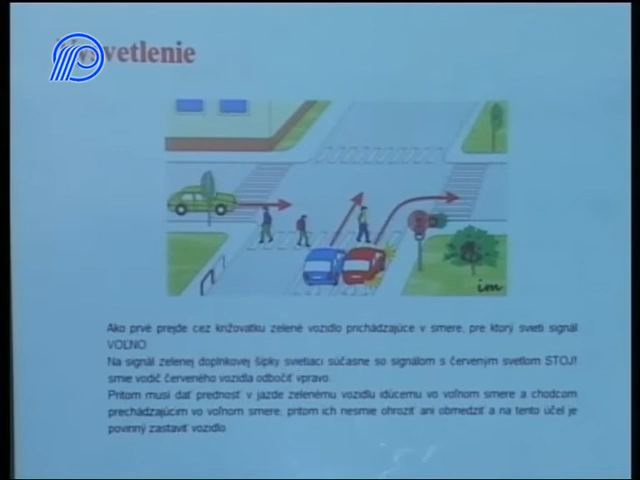 Vysvetlenie
im
Ako prvé prejde cez križovatku zelené vozidlo prichádzajúce v smere, pre ktorý svieti signál
VOĽNO.
Na signál zelenej doplnkovej šípky svietiaci súčasne so signálom s červeným svetlom STOJ!
smie vodič červeného vozidla odbočiť vpravo.
Pritom musí dať prednosť v jazde zelenému vozidlu idúcemu vo voľnom smere a chodcom
prechádzajúcim vo voľnom smere, pritom ich nesmie ohroziť ani obmedziť a na tento účel je
povinný zastaviť vozidlo.